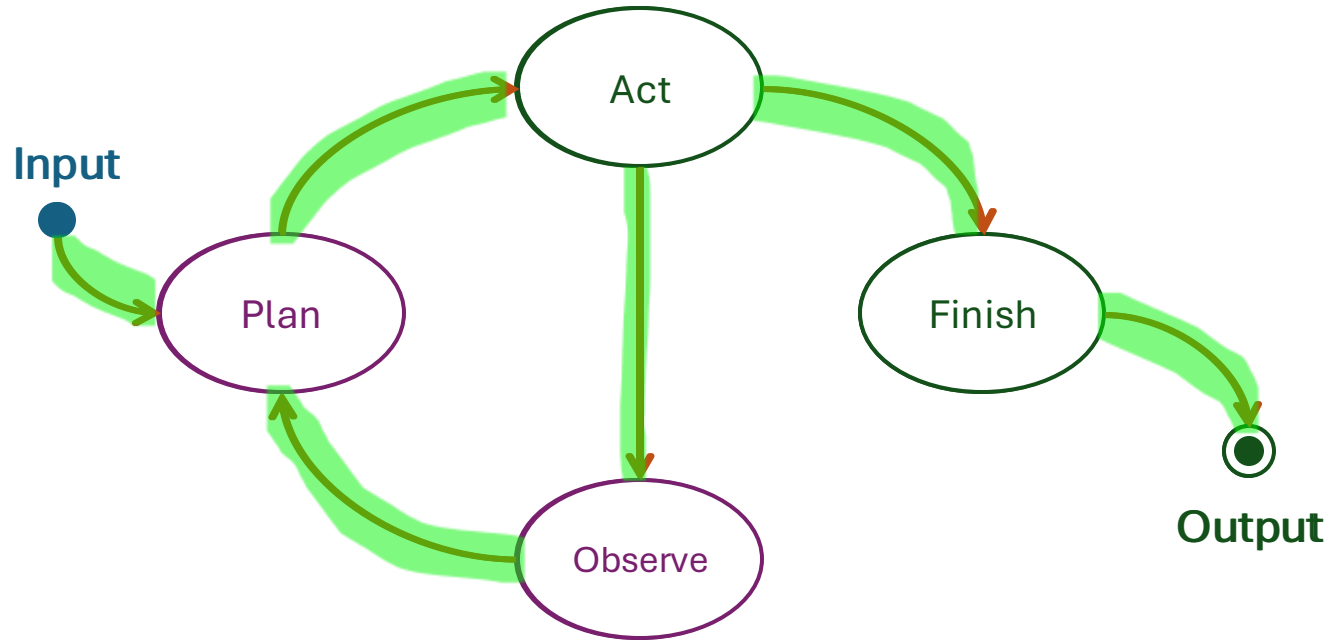 Act
Input
Plan
Finish
Output
Observe